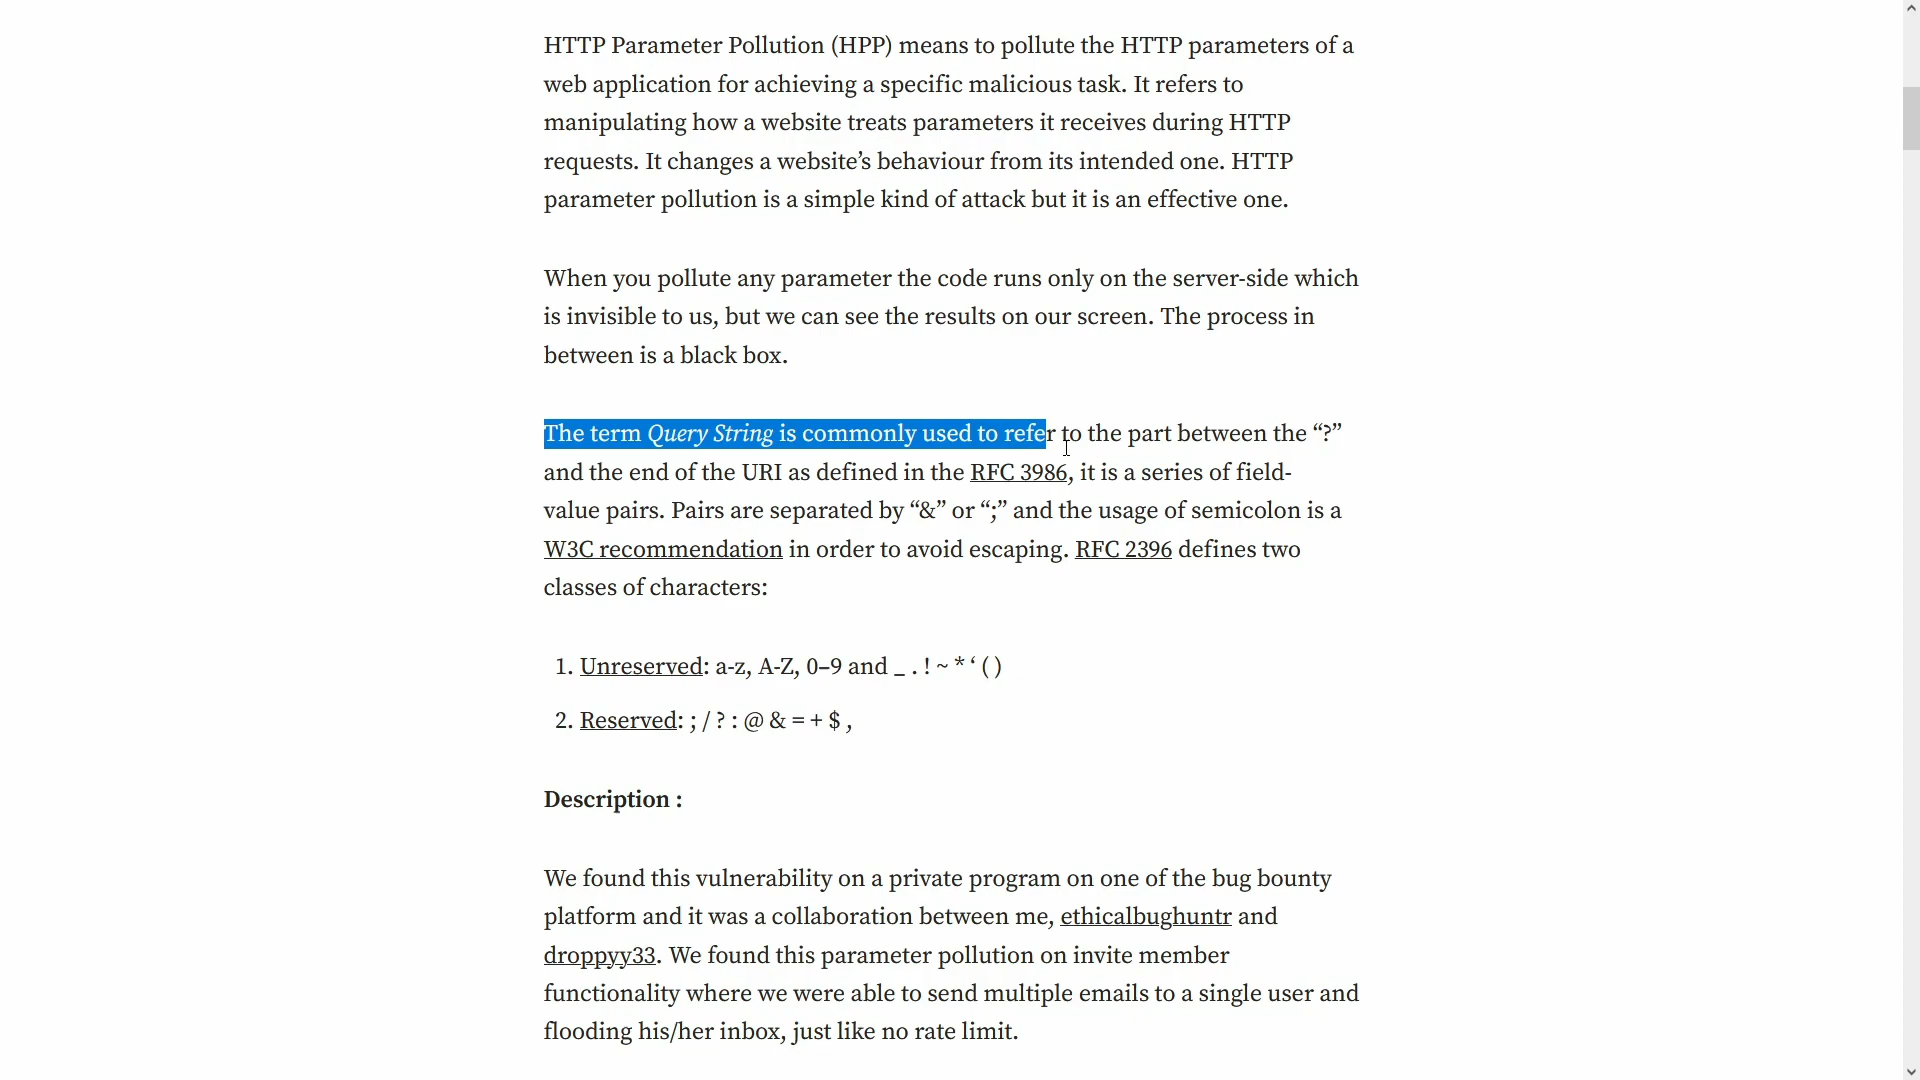 HTTP Parameter Pollution (HPP) means to pollute the HTTP parameters of a
web application for achieving a specific malicious task. It refers to
manipulating how a website treats parameters it receives during HTTP
requests. It changes a website’s behaviour from its intended one. HTTP
parameter pollution is a simple kind of attack but it is an effective one.
When you pollute any parameter the code runs only on the server-side which
is invisible to us, but we can see the results on our screen. The process in
between is a black box.
The term Query String is commonly used to refer to the part between the “?”
and the end of the URI as defined in the RFC 3986, it is a series of field-
value pairs. Pairs are separated by “&” or “;” and the usage of semicolon is a
W3C recommendation in order to avoid escaping. RFC 2396 defines two
classes of characters:
1. Unreserved: a-z, A-Z, 0–9 and _ . ! ~ * ‘ ( )
2. Reserved: ; / ? : @ & = + $ ,
Description :
We found this vulnerability on a private program on one of the bug bounty
platform and it was a collaboration between me, ethicalbughuntr and
droppyy33. We found this parameter pollution on invite member
functionality where we were able to send multiple emails to a single user and
flooding his/her inbox, just like no rate limit.